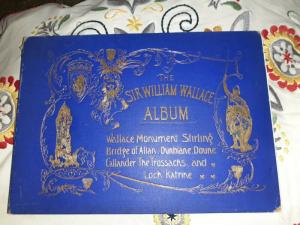 THE
SIR WILLIAM WALLACE
ALBUM
Wallace Monument Stirling
Bridge of Allan, Dunblane, Doune
Callander The Trossachs and
Loch Katrine